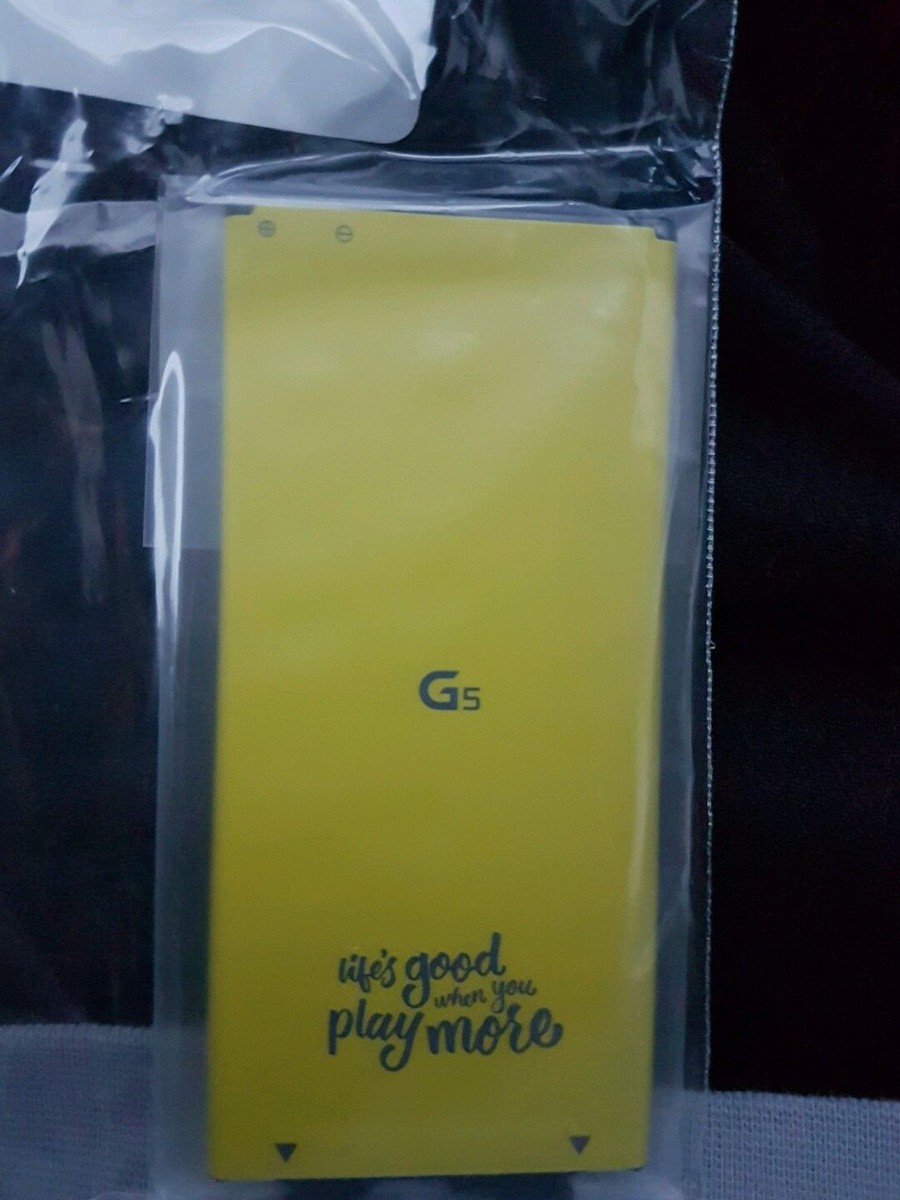 ⊕ ⊖
G5
life's good
when you
play more